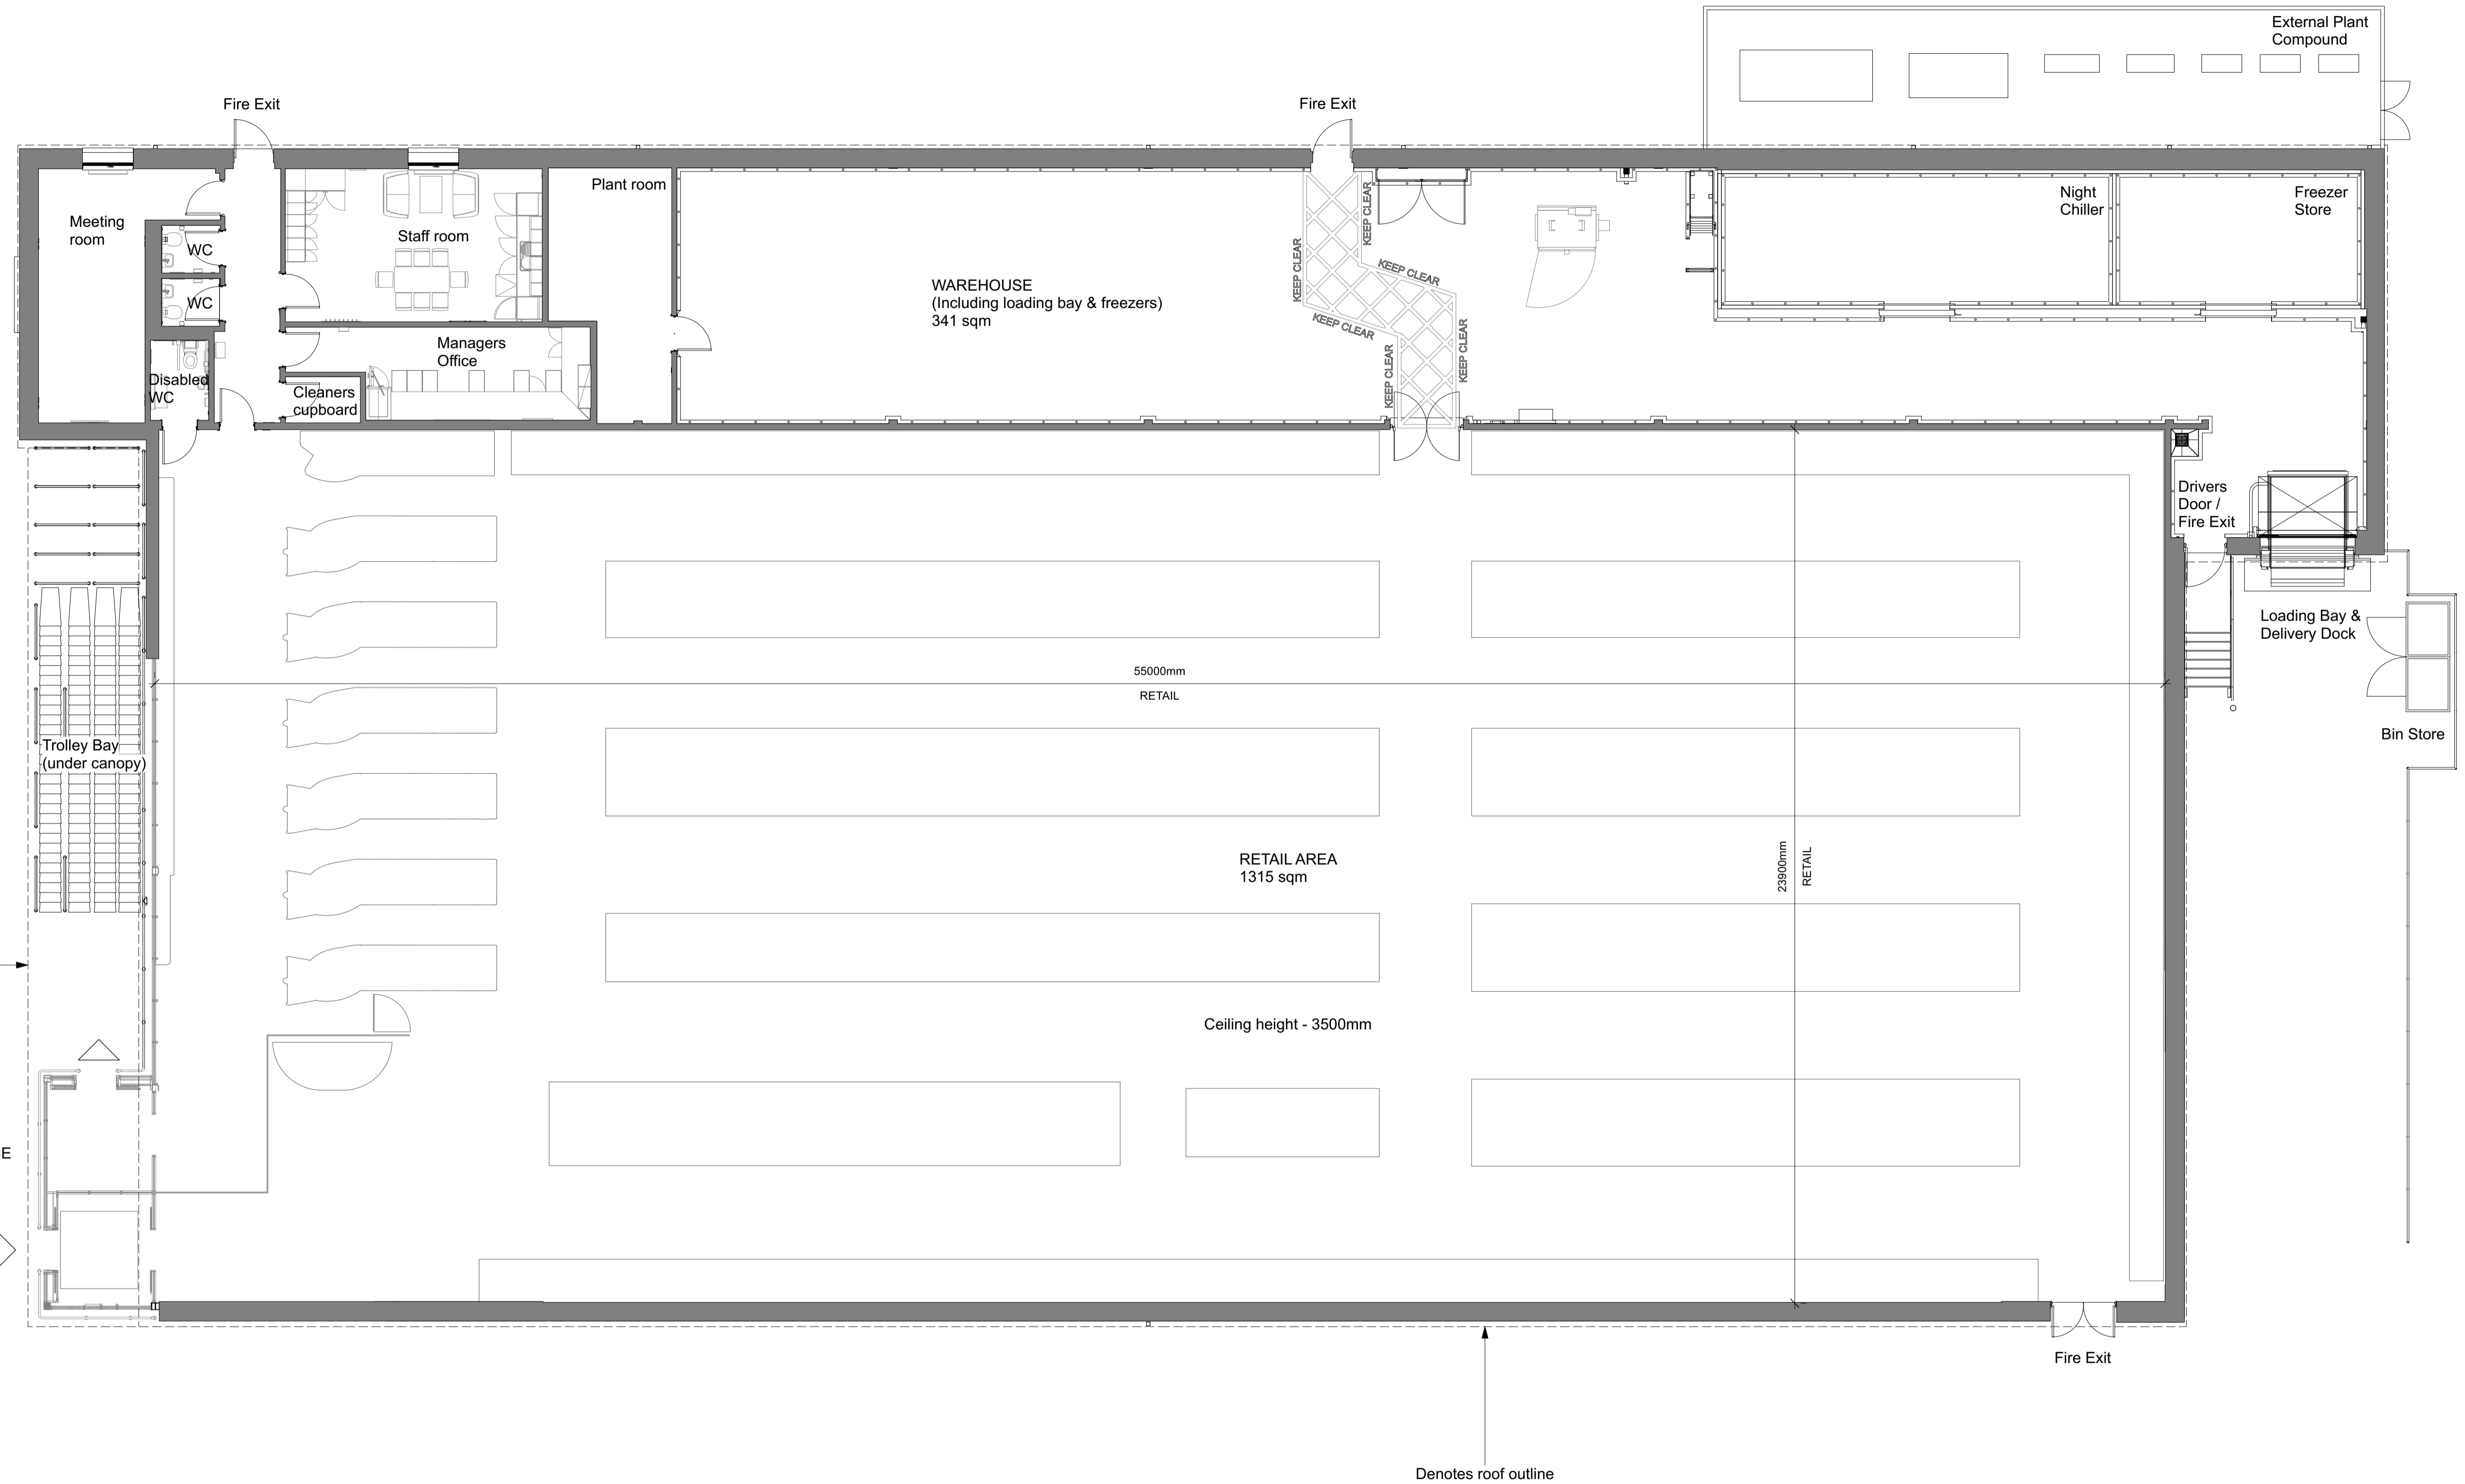 External Plant
Compound
Fire Exit
Fire Exit
Meeting
room
WC
WC
Disabled
WC
Staff room
Plant room
Managers
Office
Cleaners
cupboard
WAREHOUSE
(Including loading bay & freezers)
341 sqm
KEEP CLEAR
KEEP CLEAR
KEEP CLEAR
KEEP CLEAR
KEEP CLEAR
KEEP CLEAR
Night
Chiller
Freezer
Store
Drivers
Door /
Fire Exit
Loading Bay &
Delivery Dock
Bin Store
55000mm
RETAIL
Trolley Bay
(under canopy)
RETAIL AREA
1315 sqm
23900mm
RETAIL
Ceiling height - 3500mm
E
Fire Exit
Denotes roof outline